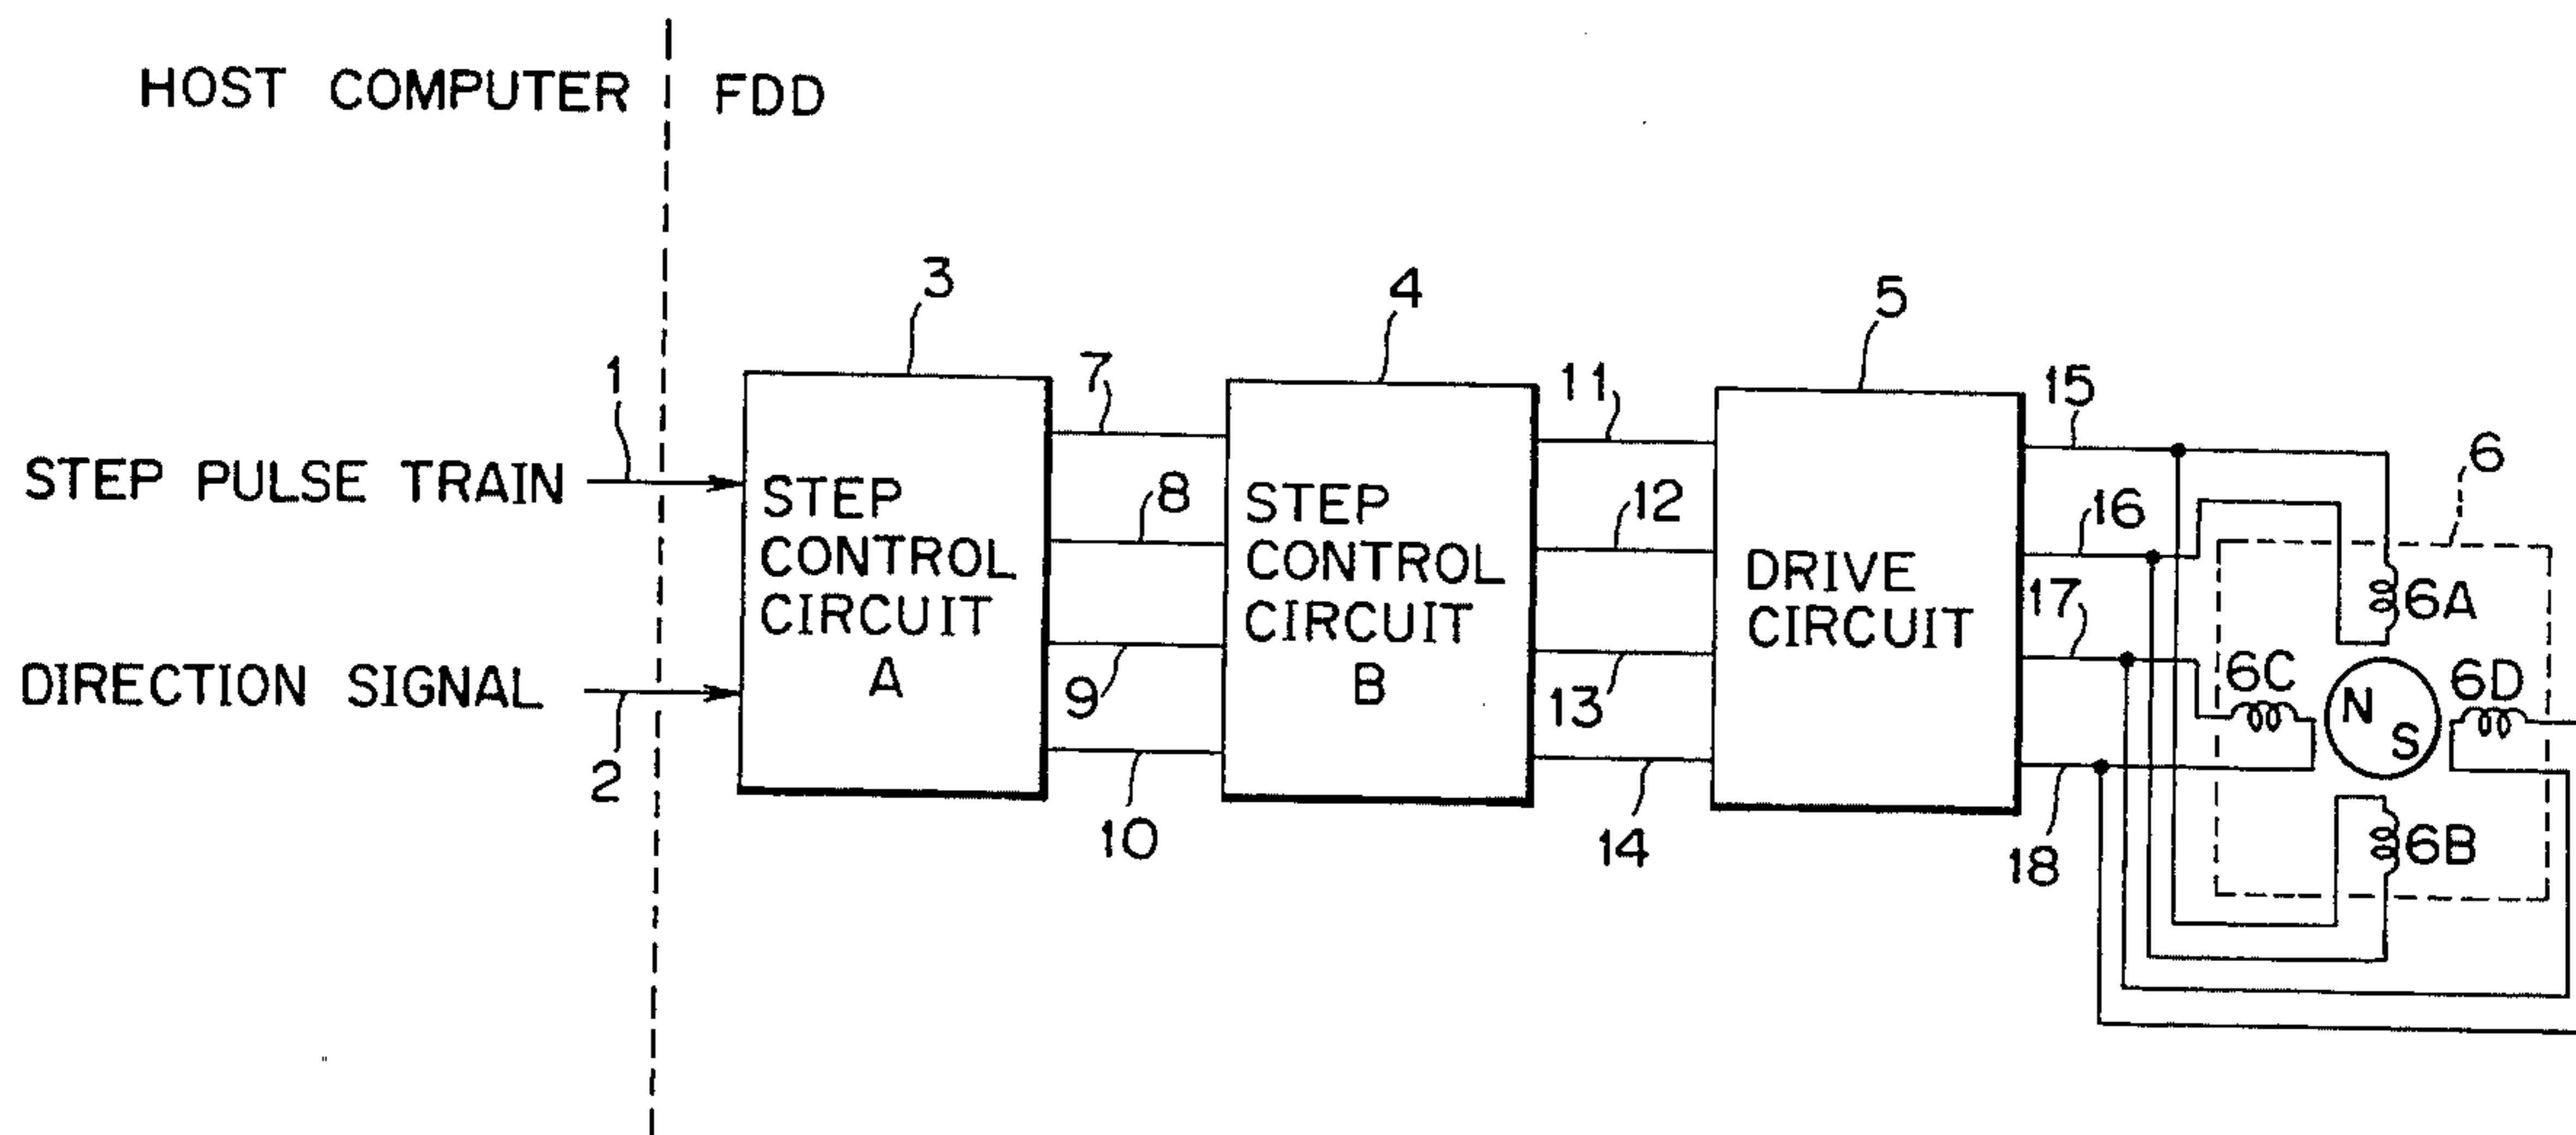 HOST COMPUTER
FDD
3
4
5
1
7
11
15
6
STEP PULSE TRAIN
8
12
16
STEP
CONTROL
CIRCUIT
A
STEP
CONTROL
CIRCUIT
B
DRIVE
CIRCUIT
6A
17
DIRECTION SIGNAL
9
13
6C
N
S
6D
2
10
14
18
6B